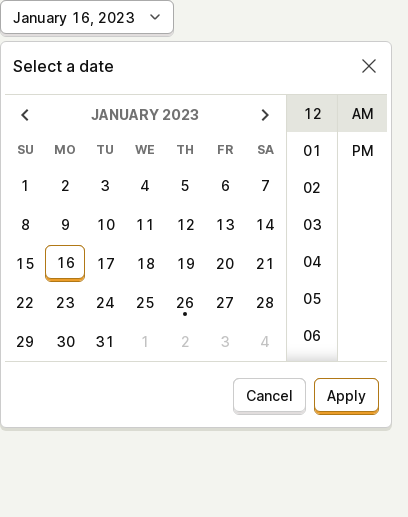 January 16, 2023
Select a date
JANUARY 2023
SU MO TU WE TH FR SA
1 2 3 4 5 6 7
8 9 10 11 12 13 14
15 16 17 18 19 20 21
22 23 24 25 26 27 28
29 30 31 1 2 3 4
12 AM
01 PM
02
03
04
05
06
Cancel Apply